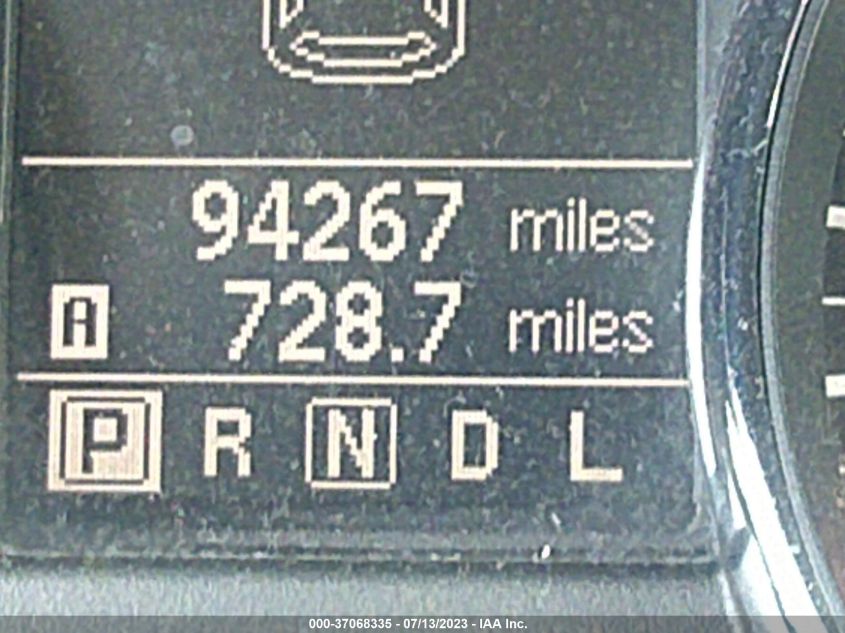 94267 miles
A 728.7 miles
P R N D L
000-37068335 - 07/13/2023 - IAA Inc.